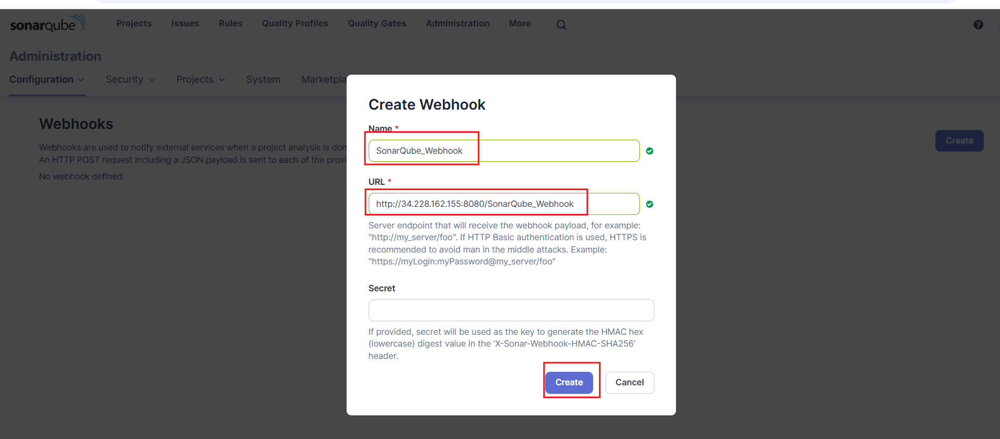 sonarqube
Projects Issues Rules Quality Profiles Quality Gates Administration More
?
Administration
Configuration Security Projects System Marketpla
Webhooks
Webhooks are used to notify external services when a project analysis is don
An HTTP POST request including a JSON payload is sent to each of the provi
No webhook defined.
Create
Create Webhook
Name *
SonarQube_Webhook
URL *
http://34.228.162.155:8080/SonarQube_Webhook
Server endpoint that will receive the webhook payload, for example:
"http://my_server/foo". If HTTP Basic authentication is used, HTTPS is
recommended to avoid man in the middle attacks. Example:
"https://myLogin:myPassword@my_server/foo"
Secret
If provided, secret will be used as the key to generate the HMAC hex
(lowercase) digest value in the 'X-Sonar-Webhook-HMAC-SHA256'
header.
Create Cancel